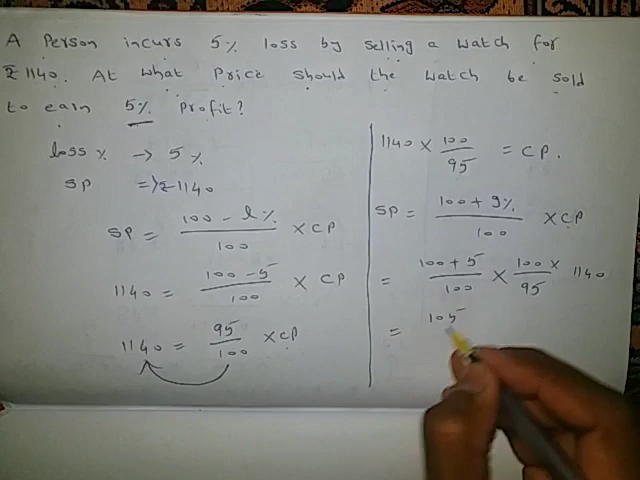 A Person incurs 5% loss by selling a watch for
₹1140. At what Price should the watch be sold
to earn 5% Profit?
loss % → 5 %
SP => ₹1140
SP = 100 - l% / 100 × CP
1140 = 100 - 5 / 100 × CP
1140 = 95 / 100 × CP
1140 × 100 / 95 = CP.
SP = 100 + g% / 100 × CP
= 100 + 5 / 100 × 100 / 95 × 1140
= 105